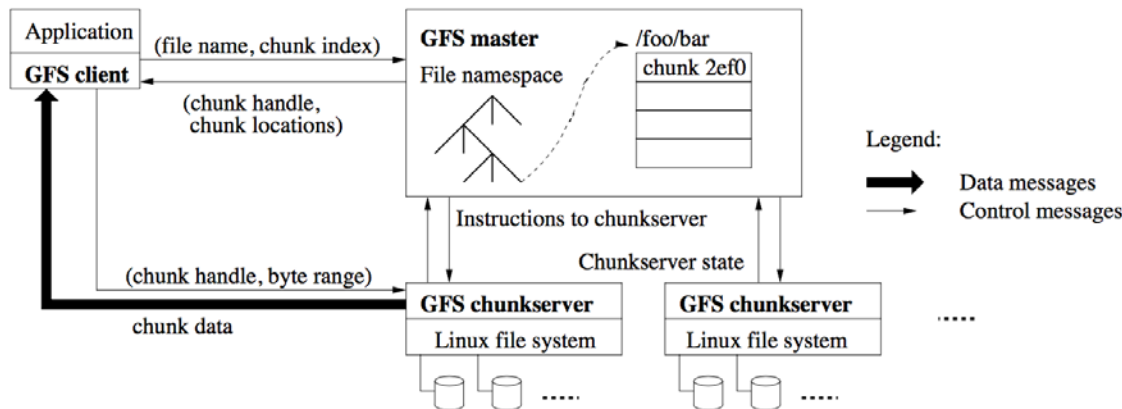 Application
GFS client
(file name, chunk index)
(chunk handle,
chunk locations)
GFS master
File namespace
/foo/bar
chunk 2ef0
Legend:
Data messages
Control messages
Instructions to chunkserver
Chunkserver state
(chunk handle, byte range)
chunk data
GFS chunkserver
Linux file system
GFS chunkserver
Linux file system